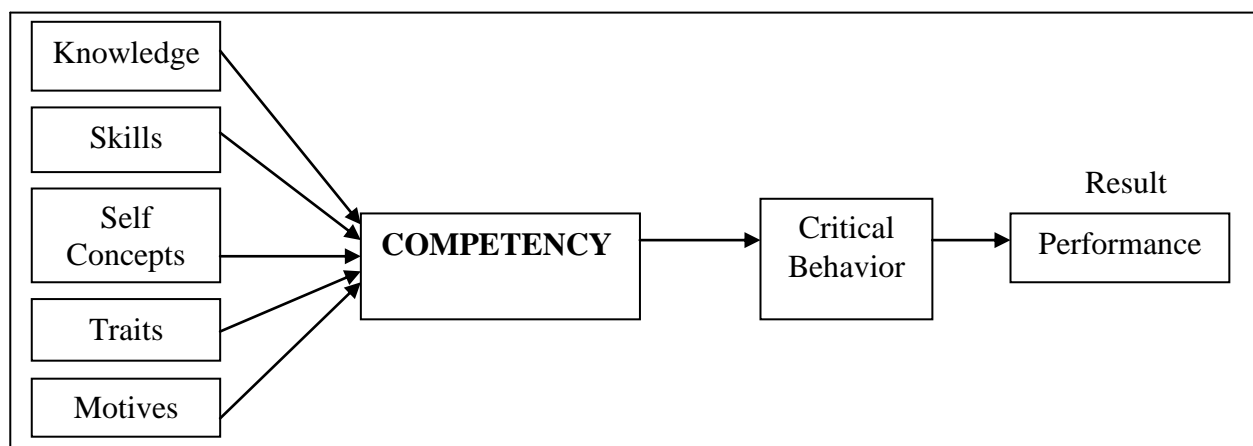 Knowledge
Skills
Self
Concepts
Traits
Motives
COMPETENCY
Critical
Behavior
Result
Performance